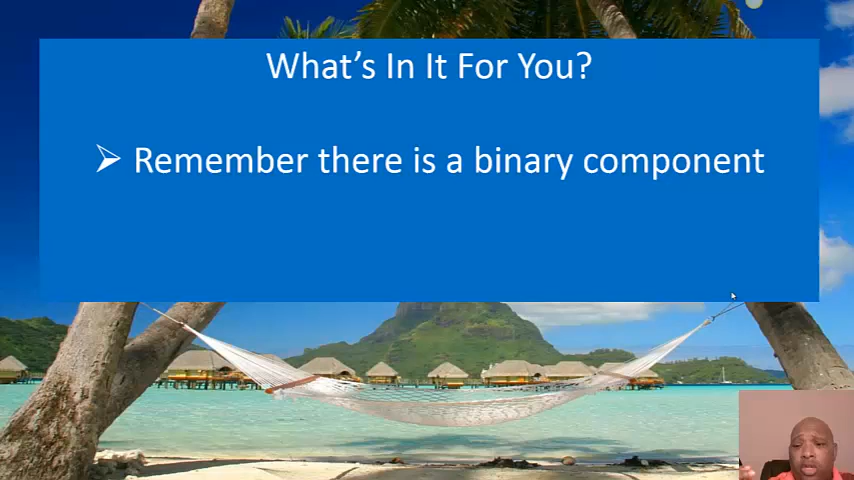 What's In It For You?
➢ Remember there is a binary component